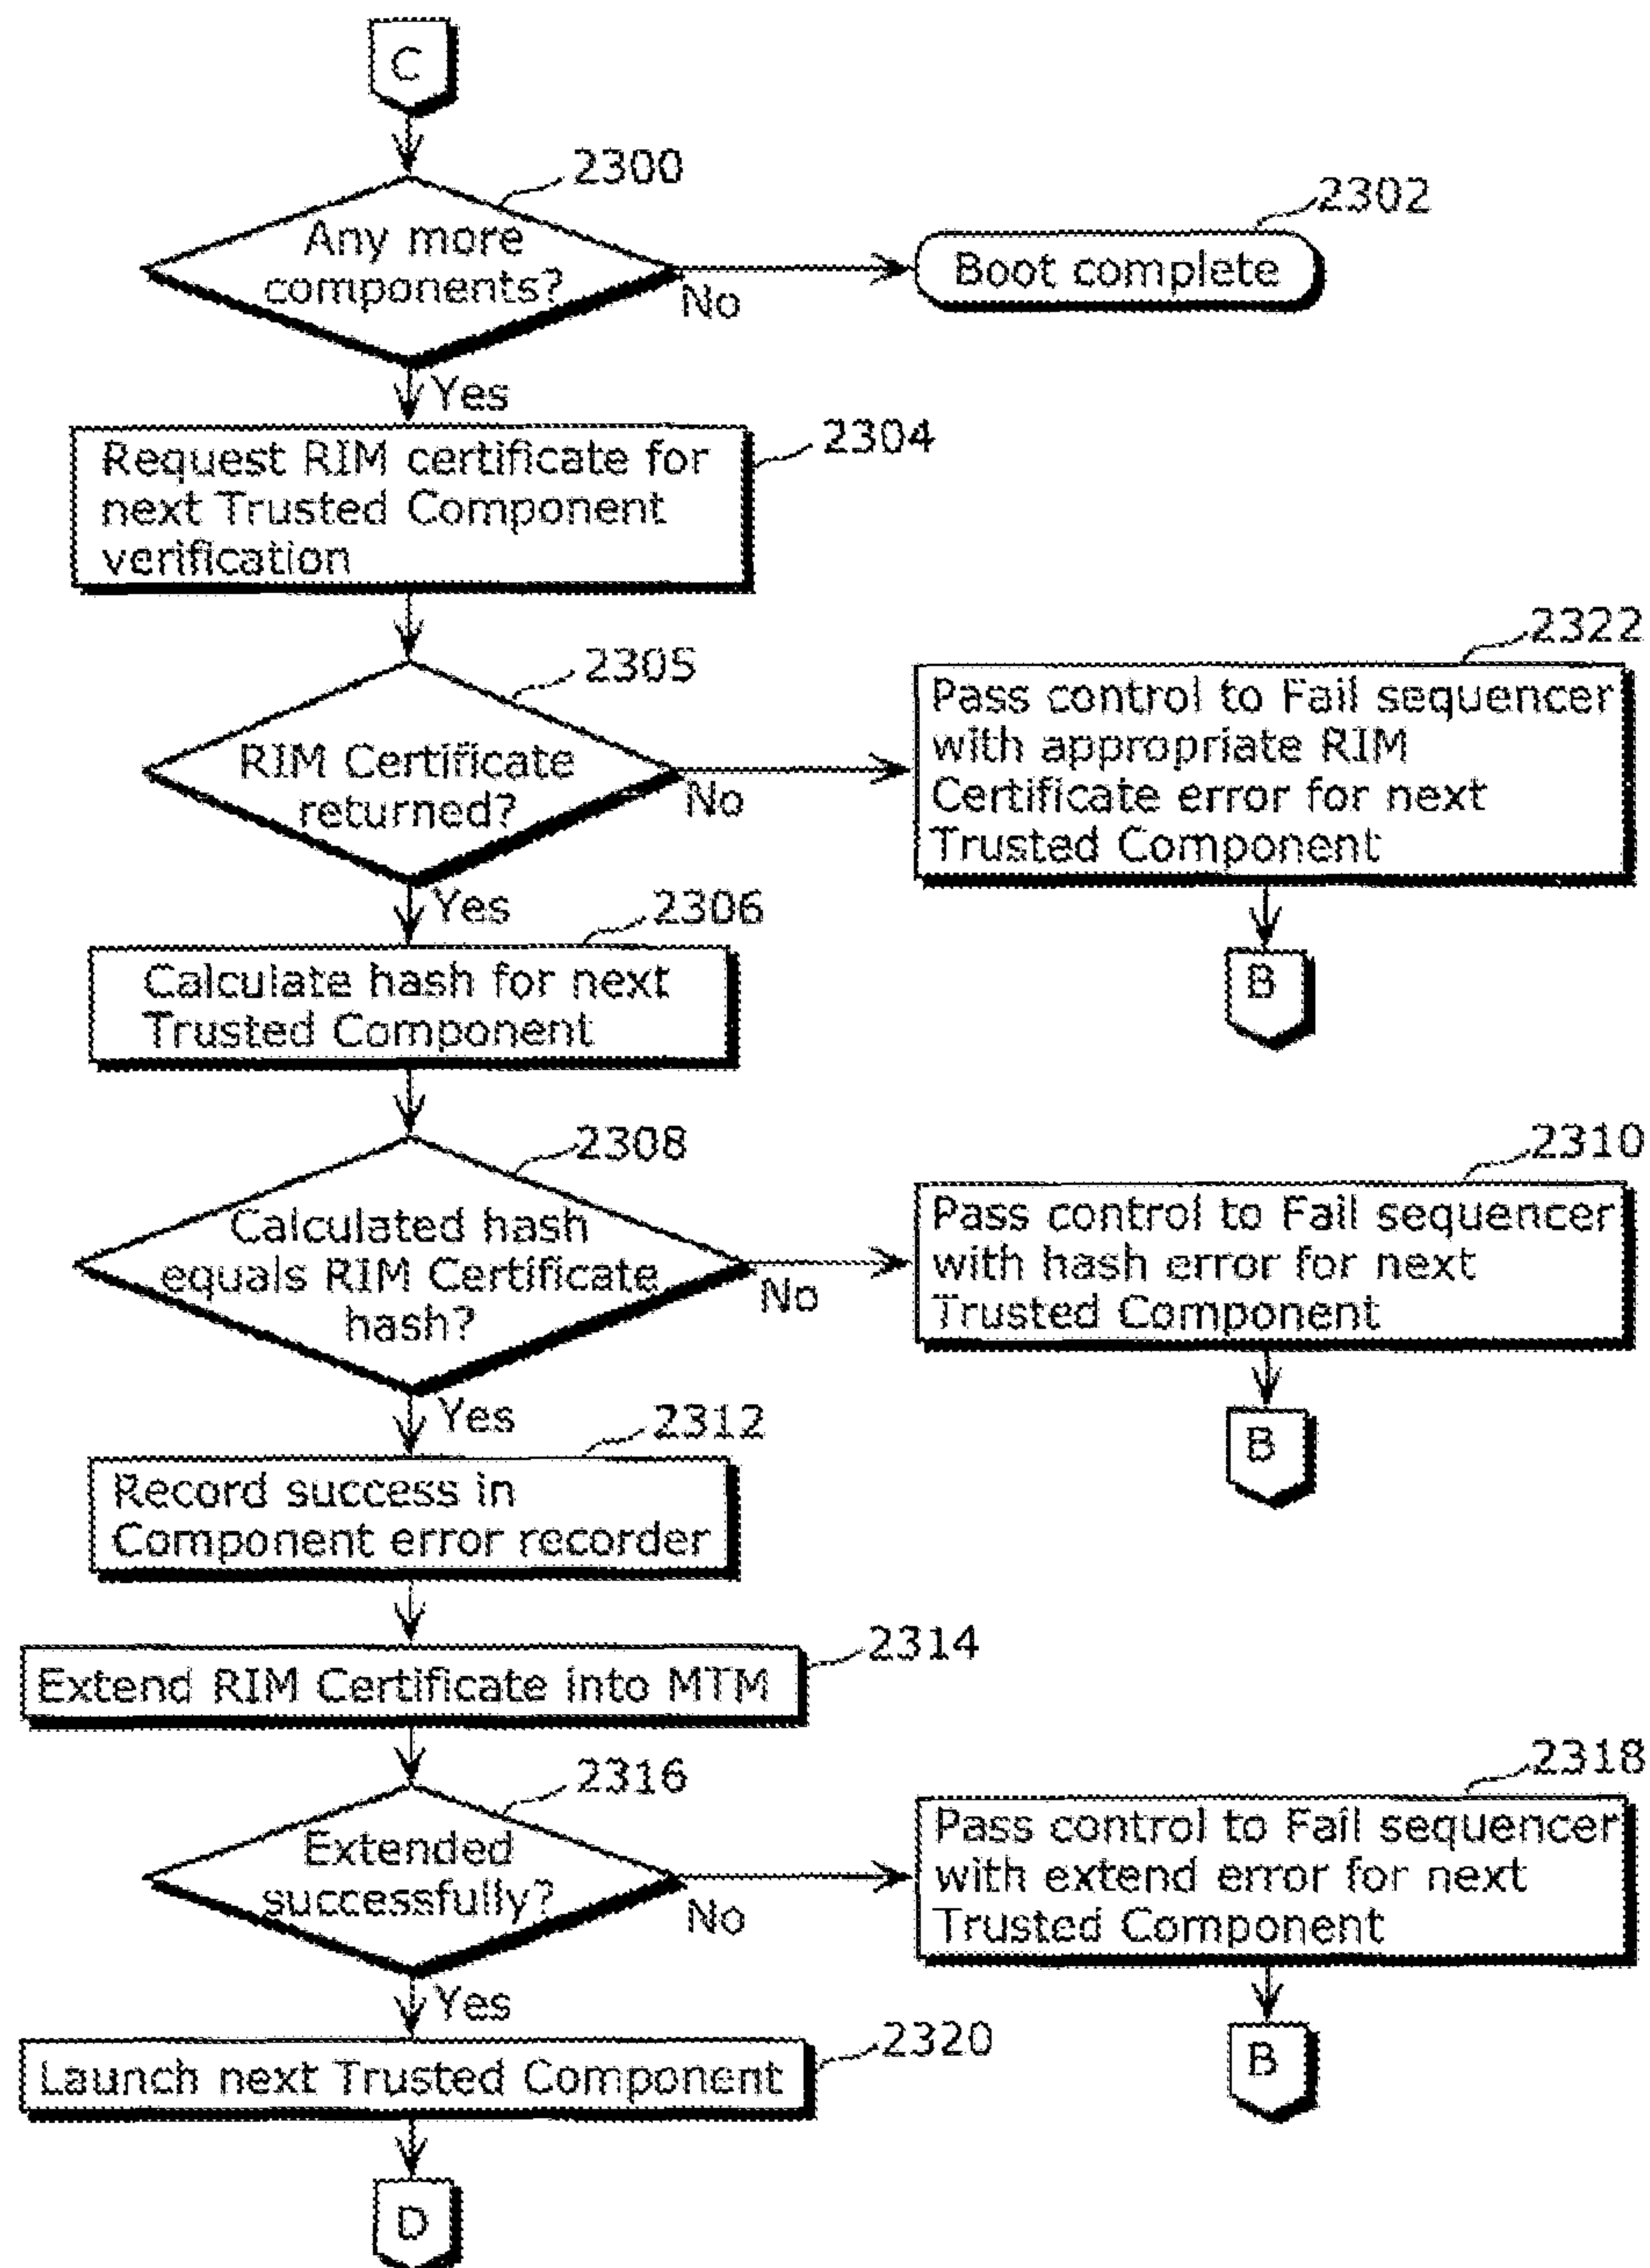 C
2300
Any more
components?
No
2302
Boot complete
Yes
2304
Request RIM certificate for
next Trusted Component
verification
2305
RIM Certificate
returned?
No
2322
Pass control to Fail sequencer
with appropriate RIM
Certificate error for next
Trusted Component
B
Yes
2306
Calculate hash for next
Trusted Component
2308
Calculated hash
equals RIM Certificate
hash?
No
2310
Pass control to Fail sequencer
with hash error for next
Trusted Component
B
Yes
2312
Record success in
Component error recorder
2314
Extend RIM Certificate into MTM
2316
Extended
successfully?
No
2318
Pass control to Fail sequencer
with extend error for next
Trusted Component
B
Yes
2320
Launch next Trusted Component
D